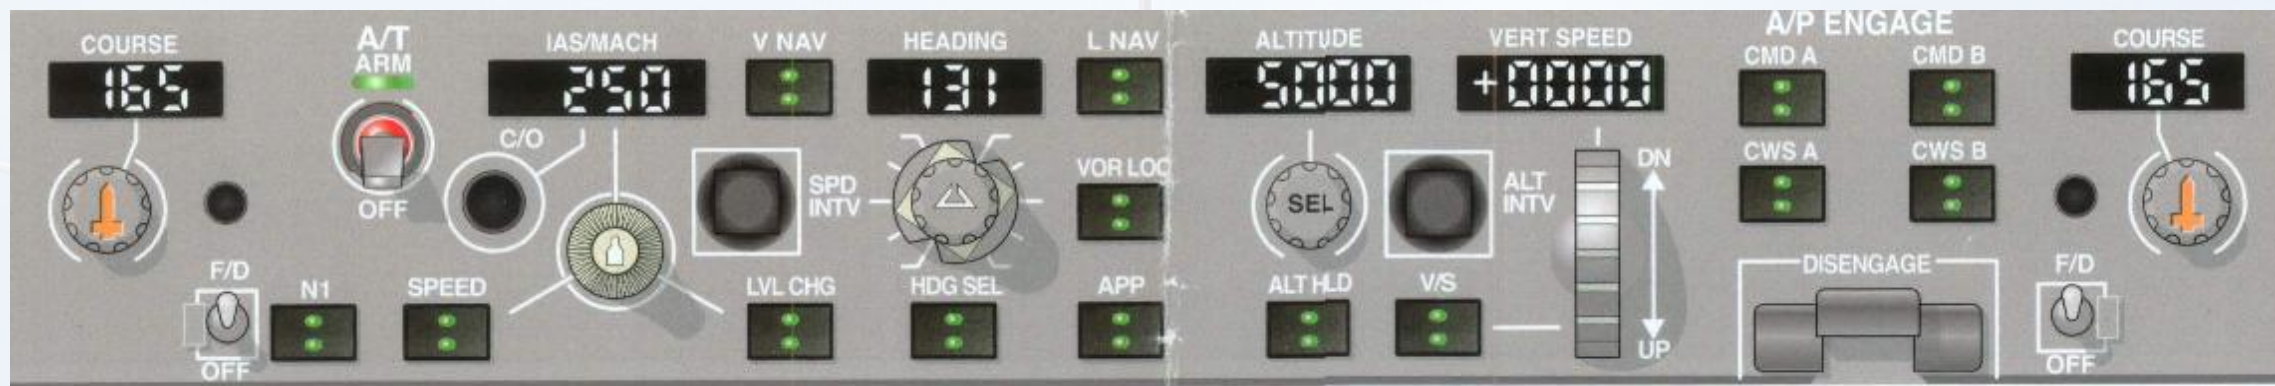 COURSE
165
A/T
ARM
OFF
IAS/MACH
250
C/O
V NAV
SPD
INTV
HEADING
131
L NAV
VOR LOC
ALTITUDE
5000
SEL
VERT SPEED
+0000
ALT
INTV
DN
UP
A/P ENGAGE
CMD A
CMD B
CWS A
CWS B
COURSE
165
F/D
OFF
N1
SPEED
LVL CHG
HDG SEL
APP
ALT HLD
V/S
DISENGAGE
F/D
OFF